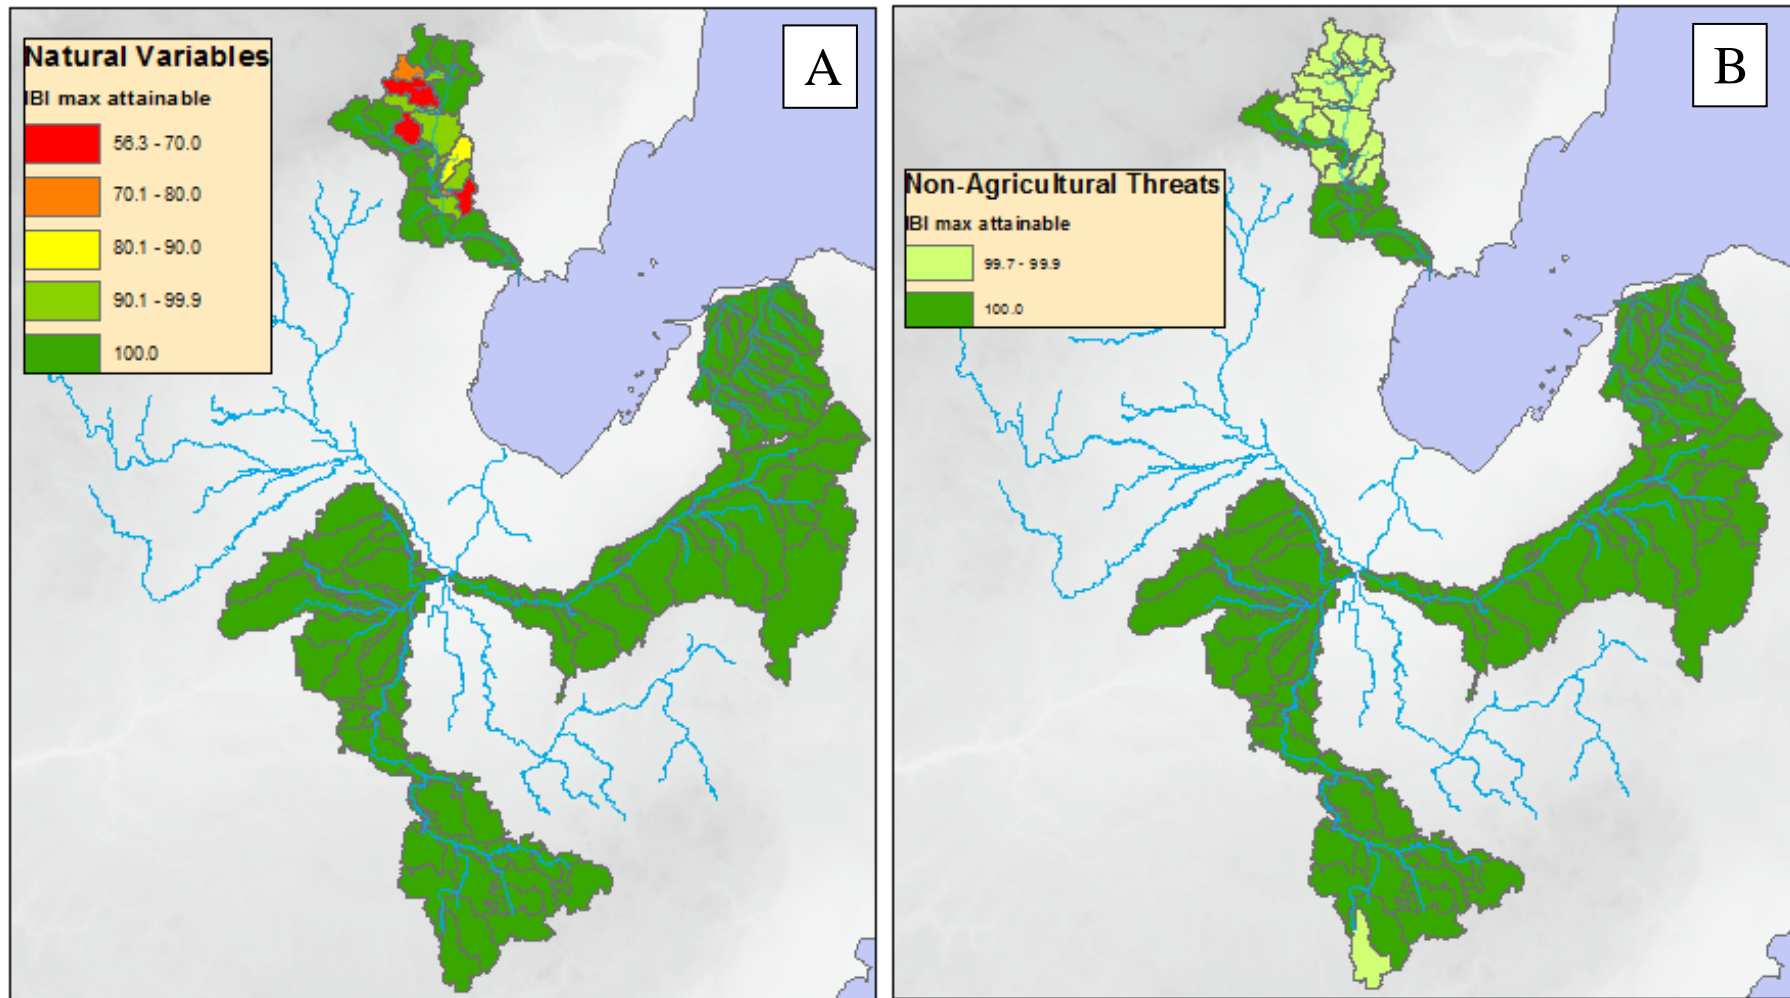 Natural Variables
IBI max attainable
56.3 - 70.0
70.1 - 80.0
80.1 - 90.0
90.1 - 99.9
100.0
A
Non-Agricultural Threats
IBI max attainable
99.7 - 99.9
100.0
B